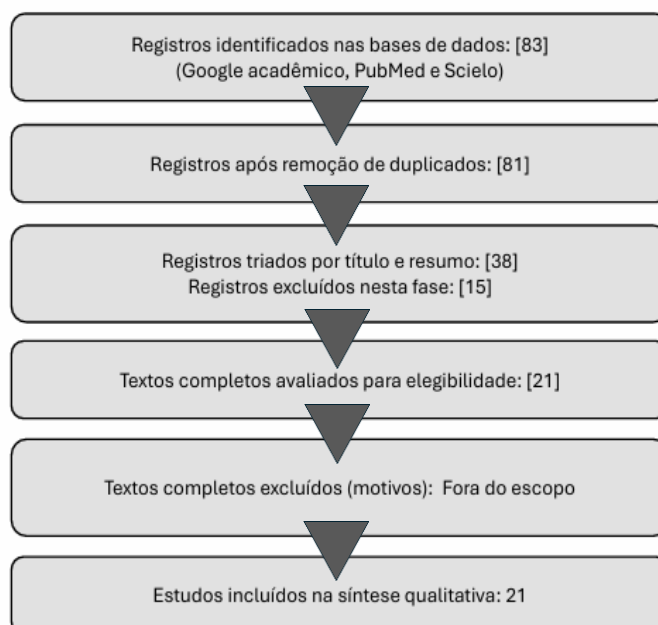 Registros identificados nas bases de dados: [83]
(Google acadêmico, PubMed e Scielo)
Registros após remoção de duplicados: [81]
Registros triados por título e resumo: [38]
Registros excluídos nesta fase: [15]
Textos completos avaliados para elegibilidade: [21]
Textos completos excluídos (motivos): Fora do escopo
Estudos incluídos na síntese qualitativa: 21